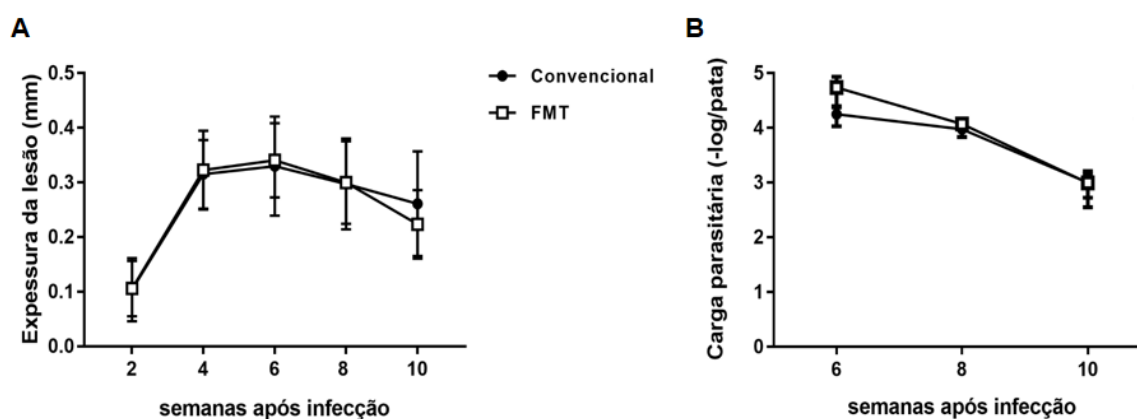 A
Expessura da lesão (mm)
0.5
0.4
0.3
0.2
0.1
0.0
2 4 6 8 10
semanas após infecção
Convencional
FMT
B
Carga parasitária (-log/pata)
5
4
3
2
1
0
6 8 10
semanas após infecção